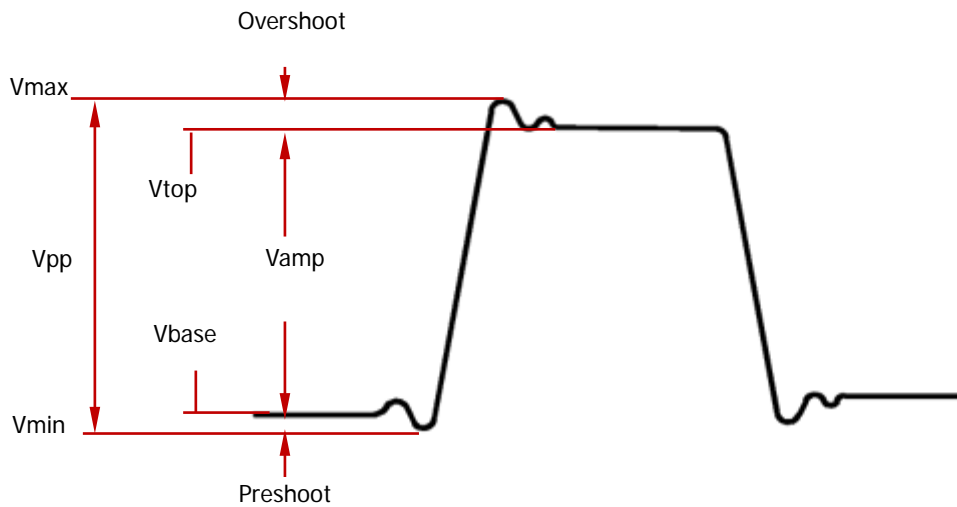 Overshoot
Vmax
Vtop
Vpp
Vamp
Vbase
Vmin
Preshoot